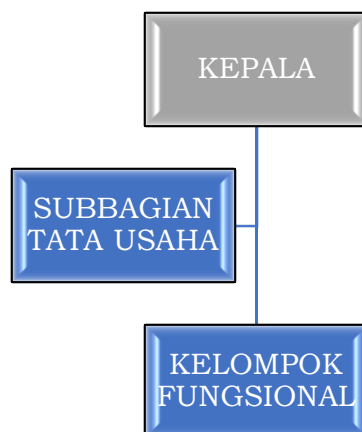 KEPALA
SUBBAGIAN
TATA USAHA
KELOMPOK
FUNGSIONAL